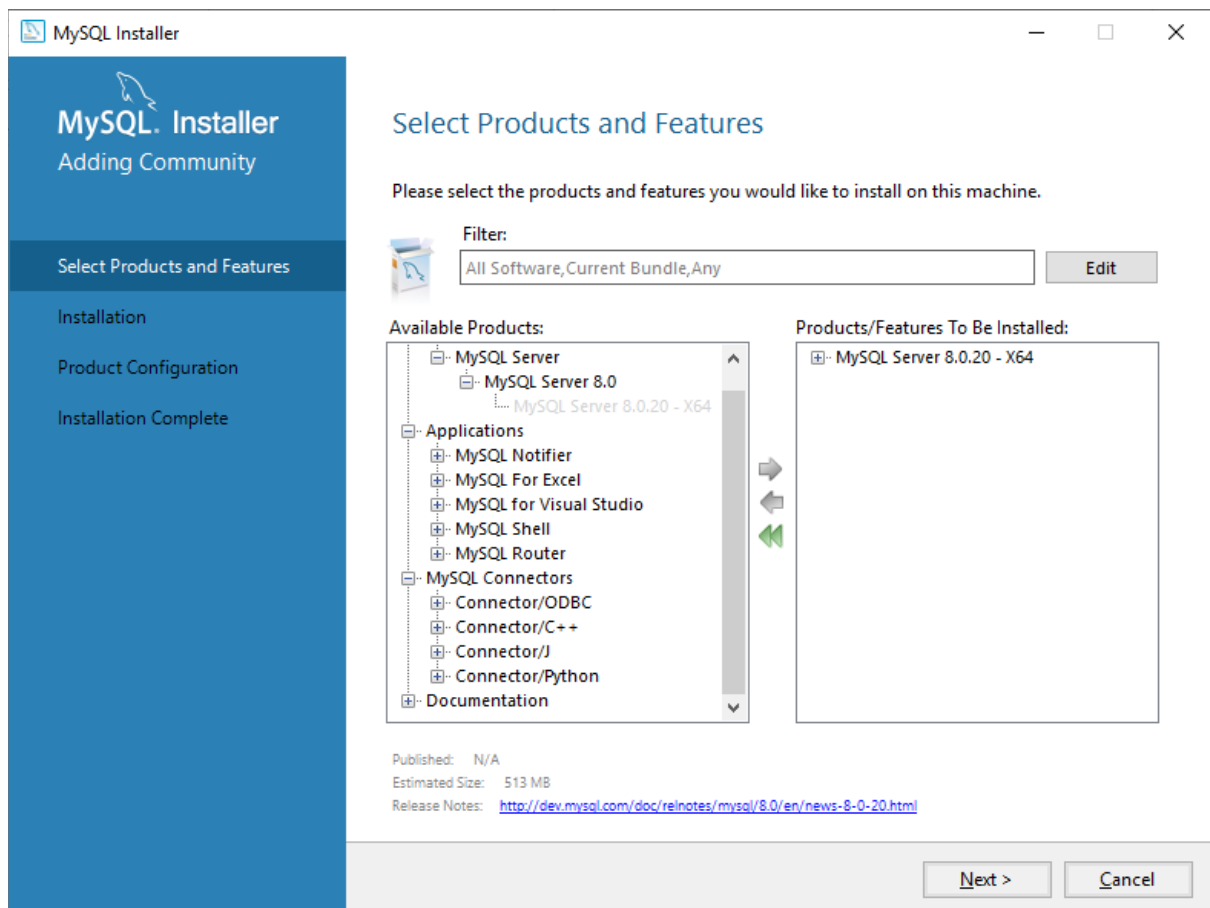 MySQL Installer
MySQL. Installer
Adding Community
Select Products and Features
Installation
Product Configuration
Installation Complete
Select Products and Features
Please select the products and features you would like to install on this machine.
Filter:
All Software,Current Bundle,Any
Edit
Available Products:
MySQL Server
MySQL Server 8.0
MySQL Server 8.0.20 - X64
Applications
MySQL Notifier
MySQL For Excel
MySQL for Visual Studio
MySQL Shell
MySQL Router
MySQL Connectors
Connector/ODBC
Connector/C++
Connector/J
Connector/Python
Documentation
Products/Features To Be Installed:
MySQL Server 8.0.20 - X64
Published: N/A
Estimated Size: 513 MB
Release Notes: http://dev.mysql.com/doc/relnotes/mysql/8.0/en/news-8-0-20.html
Next >
Cancel